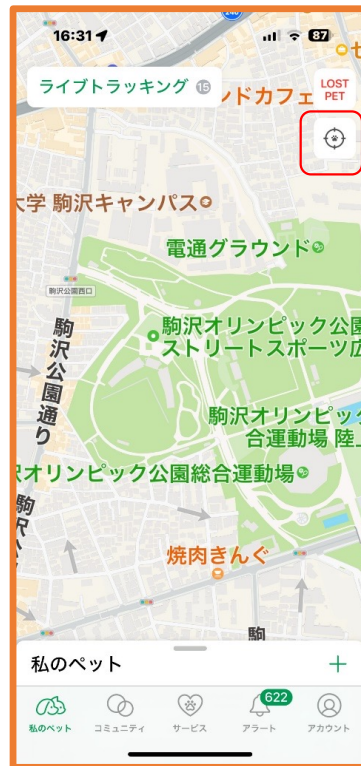 16:31
87
ライブトラッキング 15
LOST
PET
ンドカフェ
大学 駒沢キャンパス
電通グラウンド
駒沢公園西口
駒沢オリンピック公園
ストリートスポーツ広
駒沢公園通り
駒沢オリンピック
合運動場 陸上
オリンピック公園総合運動場
駒沢
焼肉きんぐ
駒
私のペット
+
622
私のペット
コミュニティ
サービス
アラート
アカウント